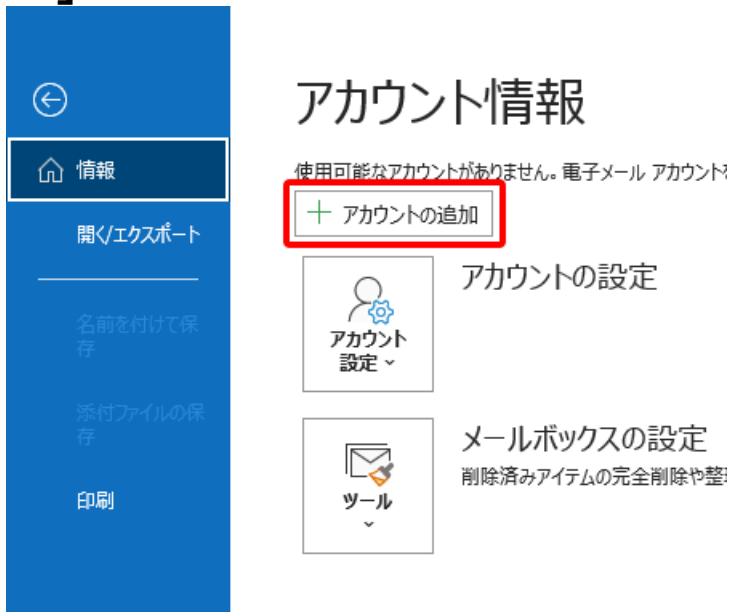 アカウント情報
情報
使用可能なアカウントがありません。電子メール アカウント
アカウントの追加
開く/エクスポート
アカウントの設定
アカウント
設定
名前を付けて保
存
添付ファイルの保
存
メールボックスの設定
削除済みアイテムの完全削除や整
ツール
印刷